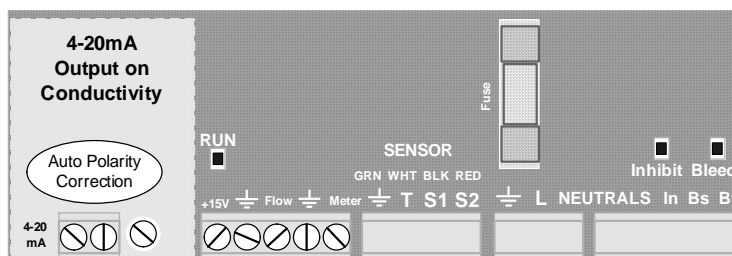 4-20mA
Output on
Conductivity
Auto Polarity
Correction
4-20
mA
RUN
SENSOR
Fuse
GRN WHT BLK RED
Inhibit Bleed
+15V Flow Meter T S1 S2 L NEUTRALS In Bs B